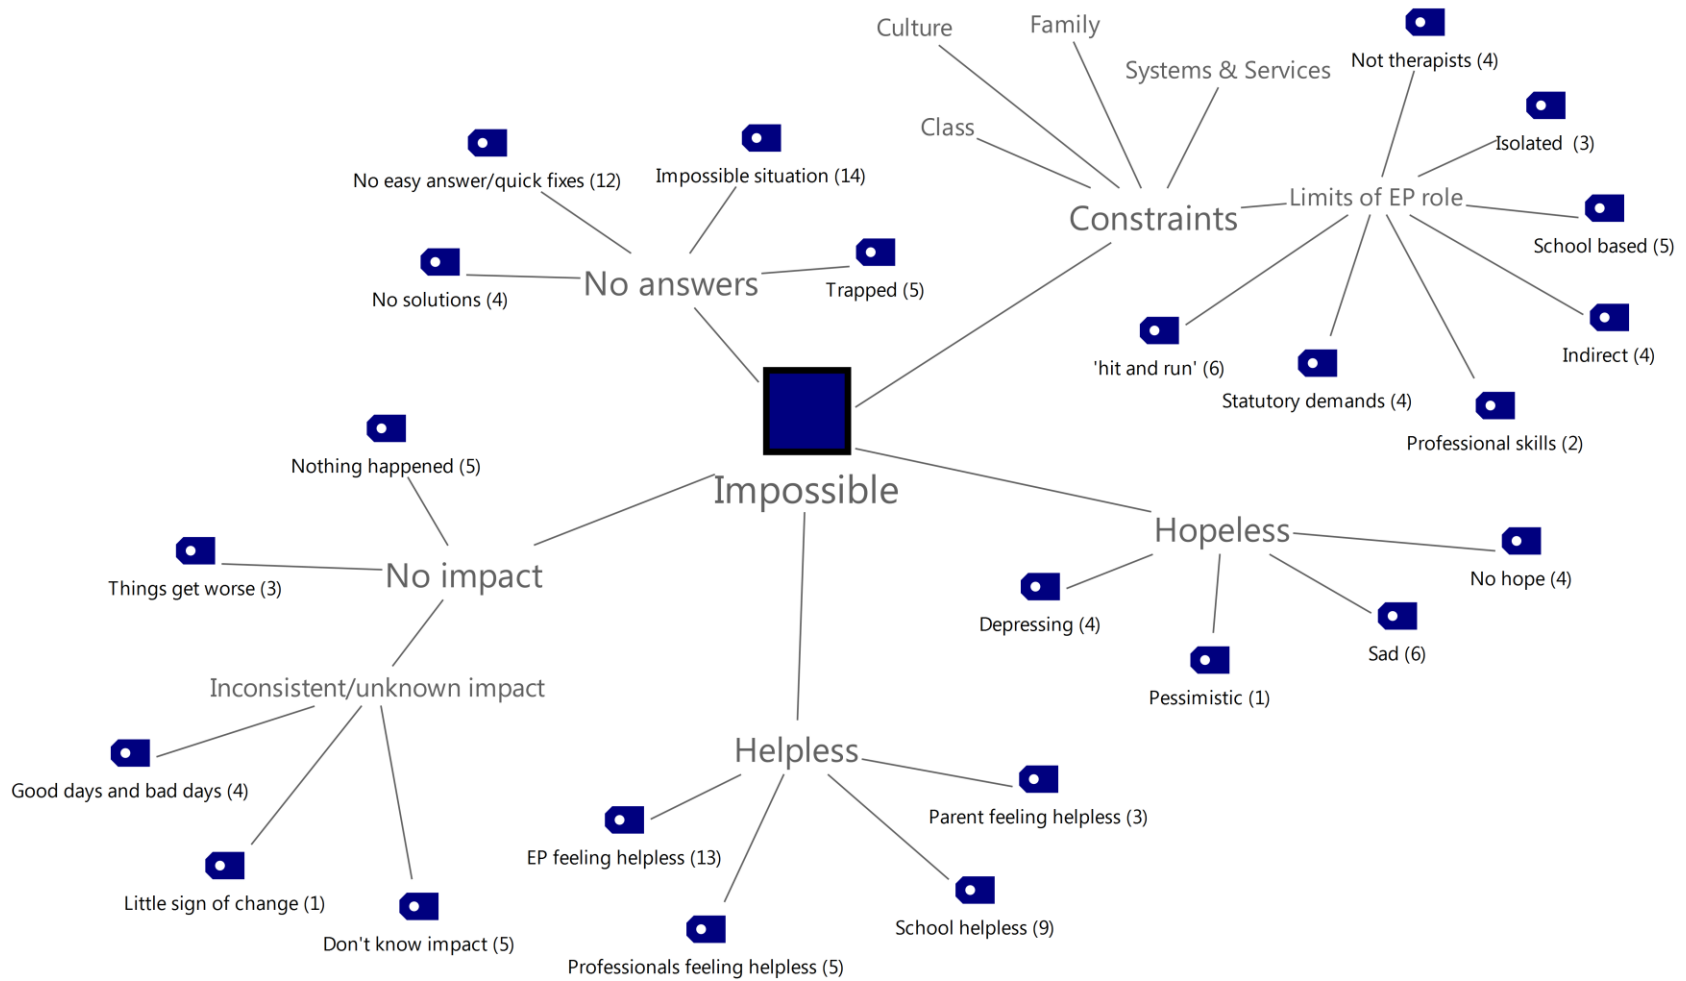 Culture
Family
Not therapists (4)
Systems & Services
Class
Isolated  (3)
No easy answer/quick fixes (12)
Impossible situation (14)
Limits of EP role
Constraints
School based (5)
No answers
No solutions (4)
Trapped (5)
'hit and run' (6)
Indirect (4)
Statutory demands (4)
Professional skills (2)
Nothing happened (5)
Impossible
Hopeless
Things get worse (3)
No impact
No hope (4)
Depressing (4)
Sad (6)
Inconsistent/unknown impact
Pessimistic (1)
Helpless
Good days and bad days (4)
Parent feeling helpless (3)
EP feeling helpless (13)
Little sign of change (1)
School helpless (9)
Don't know impact (5)
Professionals feeling helpless (5)